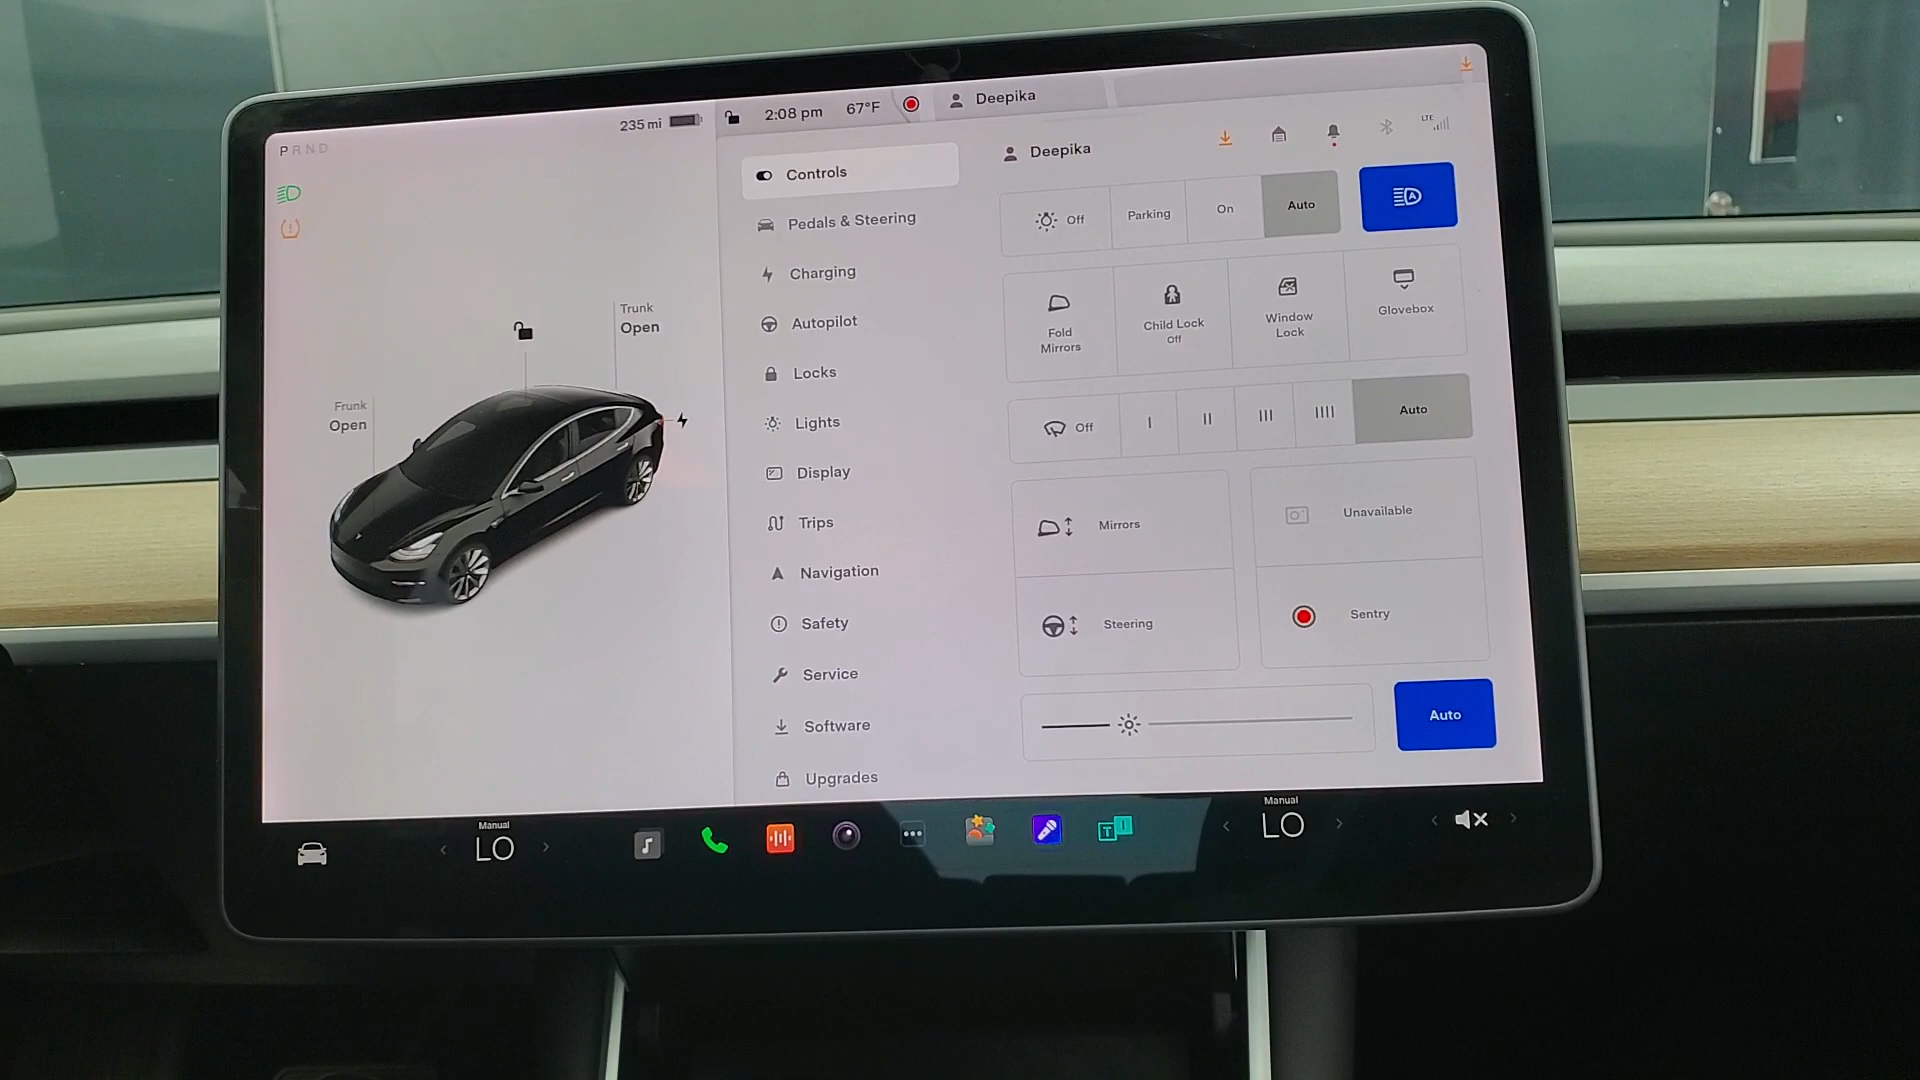 PRND
235 mi
2:08 pm
67°F
Deepika
Trunk
Open
Frunk
Open
Controls
Pedals & Steering
Charging
Autopilot
Locks
Lights
Display
Trips
Navigation
Safety
Service
Software
Upgrades
Deepika
LTE
Off
Parking
On
Auto
A
Fold
Mirrors
Child Lock
Off
Window
Lock
Glovebox
Off
I
II
III
IIII
Auto
Mirrors
Unavailable
Steering
Sentry
Auto
Manual
LO
T
I
Manual
LO